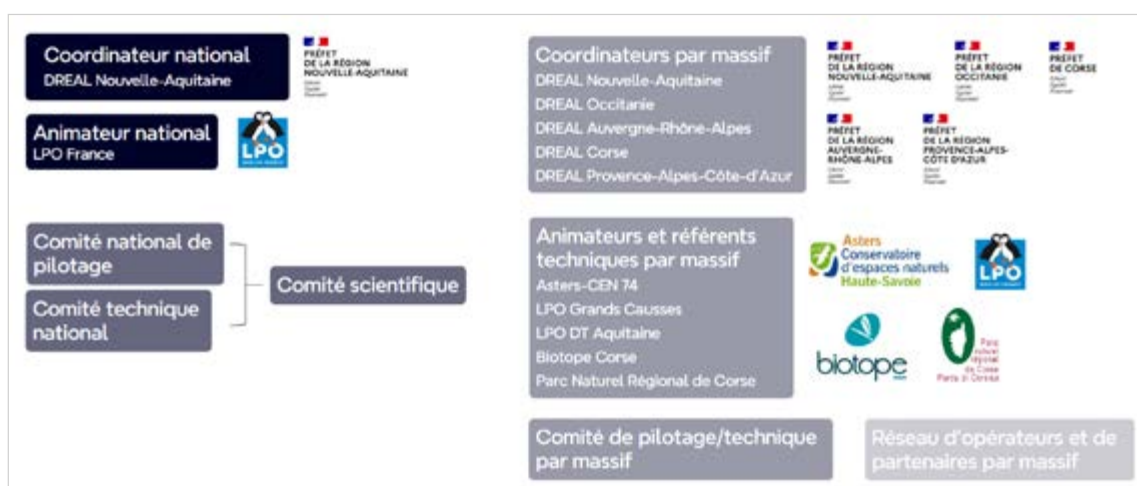 Coordinateur national
DREAL Nouvelle-Aquitaine
PRÉFET
DE LA RÉGION
NOUVELLE-AQUITAINE
Animateur national
LPO France
LPO
Comité national de
pilotage
Comité technique
national
Comité scientifique
Coordinateurs par massif
DREAL Nouvelle-Aquitaine
DREAL Occitanie
DREAL Auvergne-Rhône-Alpes
DREAL Corse
DREAL Provence-Alpes-Côte-d'Azur
PRÉFET
DE LA RÉGION
NOUVELLE-AQUITAINE
PRÉFET
DE LA RÉGION
OCCITANIE
PRÉFET
DE CORSE
PRÉFET
DE LA RÉGION
AUVERGNE-
RHÔNE-ALPES
PRÉFET
DE LA RÉGION
PROVENCE-ALPES-
CÔTE D'AZUR
Animateurs et référents
techniques par massif
Asters-CEN 74
LPO Grands Causses
LPO DT Aquitaine
Biotope Corse
Parc Naturel Régional de Corse
Asters
Conservatoire
d'espaces naturels
Haute-Savoie
LPO
biotope
Parc
naturel
régional
de Corse
Comité de pilotage/technique
par massif
Réseau d'opérateurs et de
partenaires par massif